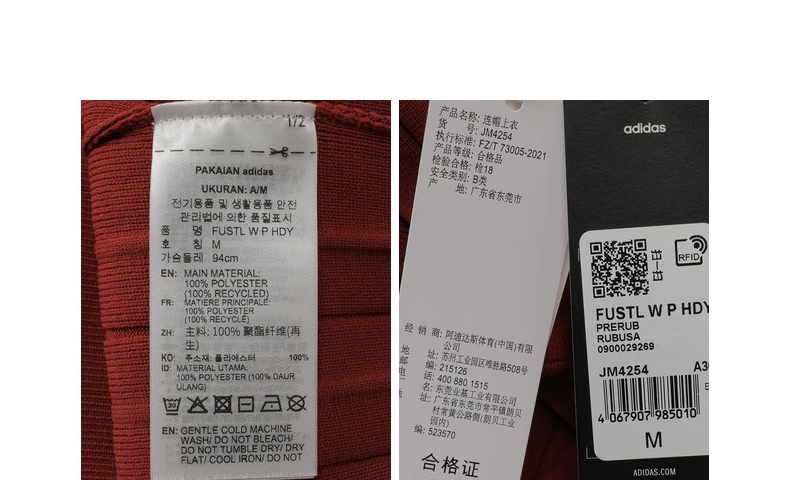 1/2
PAKAIAN adidas
UKURAN: A/M
전기용품 및 생활용품 안전
관리법에 의한 품질표시
품 명 FUSTL W P HDY
호 칭 M
가슴둘레 94cm
EN: MAIN MATERIAL:
100% POLYESTER
(100% RECYCLED)
FR: MATIERE PRINCIPALE:
100% POLYESTER
(100% RECYCLE)
ZH: 主料: 100% 聚酯纤维(再
生)
KO: 주소재: 폴리에스터 100%
ID: MATERIAL UTAMA:
100% POLYESTER (100% DAUR
ULANG)
30
EN: GENTLE COLD MACHINE
WASH/ DO NOT BLEACH/
DO NOT TUMBLE DRY/ DRY
FLAT/ COOL IRON/ DO NOT
产品名称: 连帽上衣
货 号: JM4254
执行标准: FZ/T 73005-2021
产品等级: 合格品
检验合格: 检18
安全类别: B类
产 地: 广东省东莞市
经 销 商: 阿迪达斯体育(中国)有限
公司
地 址: 苏州工业园区唯胜路508号
邮 编: 215126
电 话: 400 880 1515
名: 东莞业基工业有限公司
址: 广东省东莞市常平镇朗贝
村常黄公路侧(朗贝工业
园内)
编: 523570
合格证
adidas
RFID
FUSTL W P HDY
PRERUB
RUBUSA
0900029269
JM4254
4 067907 985010
M
ADIDAS.COM